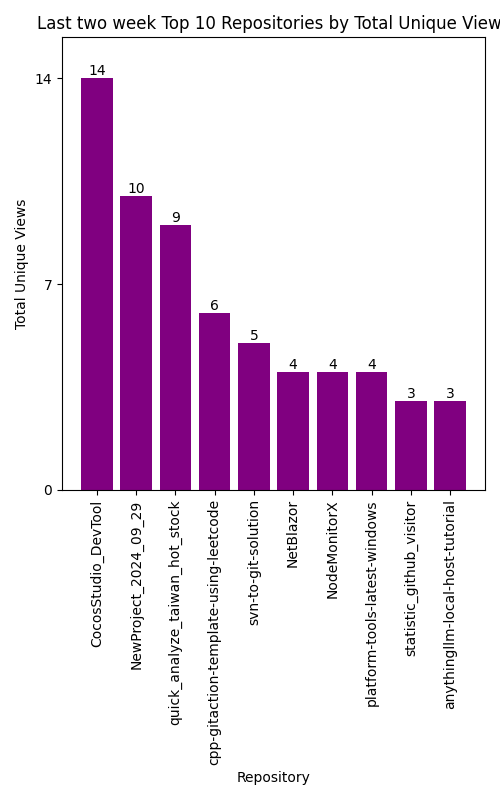 Last two week Top 10 Repositories by Total Unique View
14
10
9
6
5
4
4
4
3
3
14
7
0
Total Unique Views
CocosStudio_DevTool
NewProject_2024_09_29
quick_analyze_taiwan_hot_stock
cpp-gitaction-template-using-leetcode
svn-to-git-solution
NetBlazor
NodeMonitorX
platform-tools-latest-windows
statistic_github_visitor
anythingllm-local-host-tutorial
Repository